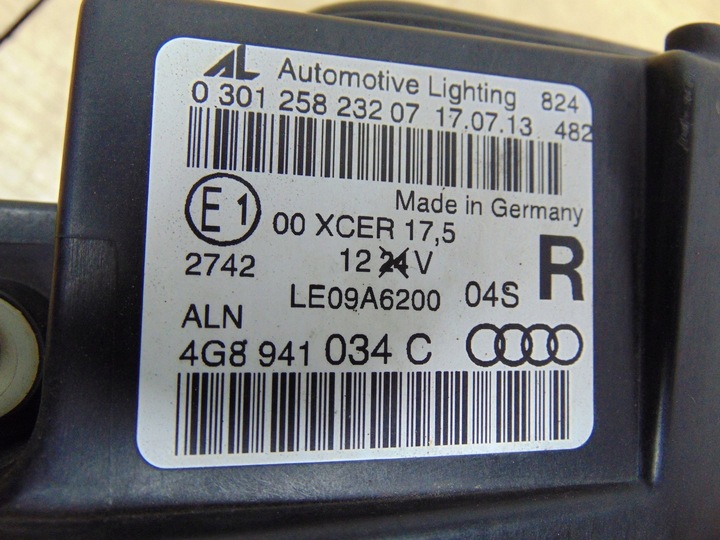 AL Automotive Lighting 824
0 301 258 232 07 17.07.13 482
Made in Germany
E1 00 XCER 17,5 R
2742 12 24 V
LE09A6200 04S
ALN
4G8 941 034 C